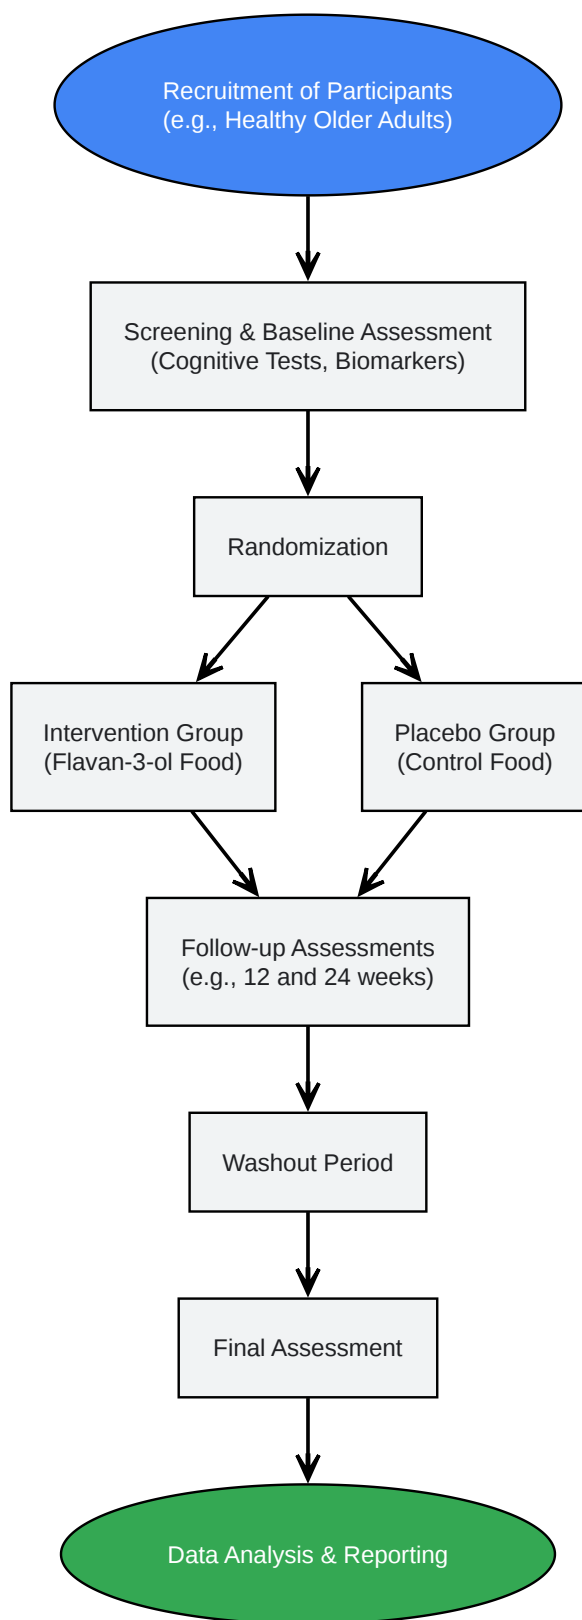 Recruitment of Participants
(e.g., Healthy Older Adults)
Screening & Baseline Assessment
(Cognitive Tests, Biomarkers)
Randomization
Intervention Group
(Flavan-3-ol Food)
Placebo Group
(Control Food)
Follow-up Assessments
(e.g., 12 and 24 weeks)
Washout Period
Final Assessment
Data Analysis & Reporting